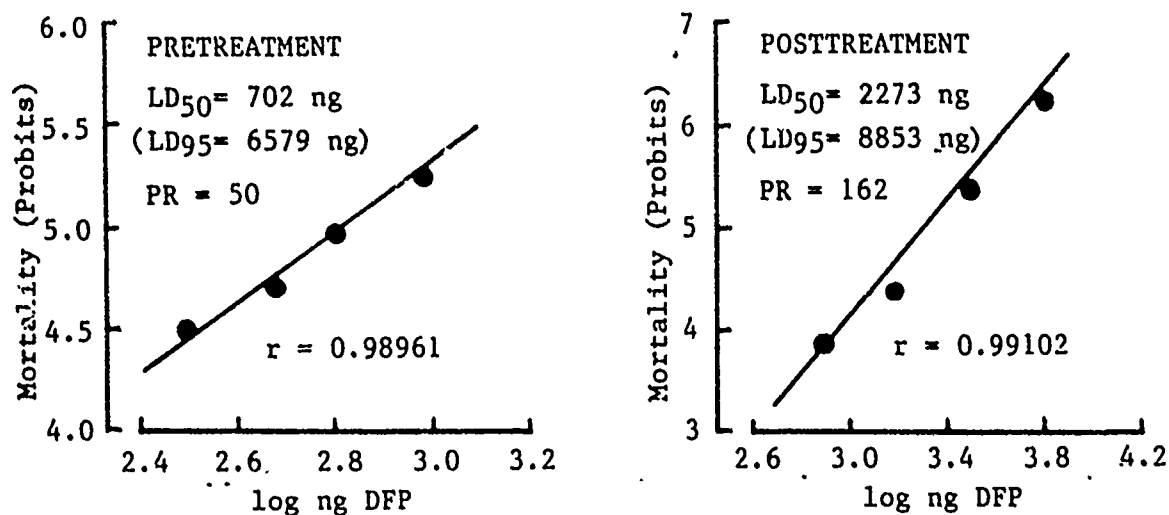 PRETREATMENT
LD50= 702 ng
(LD95= 6579 ng)
PR = 50
r = 0.98961
Mortality (Probits)
6.0
5.5
5.0
4.5
4.0
2.4 2.6 2.8 3.0 3.2
log ng DFP
POSTTREATMENT
LD50= 2273 ng
(LD95= 8853 ng)
PR = 162
r = 0.99102
Mortality (Probits)
7
6
5
4
3
2.6 3.0 3.4 3.8 4.2
log ng DFP